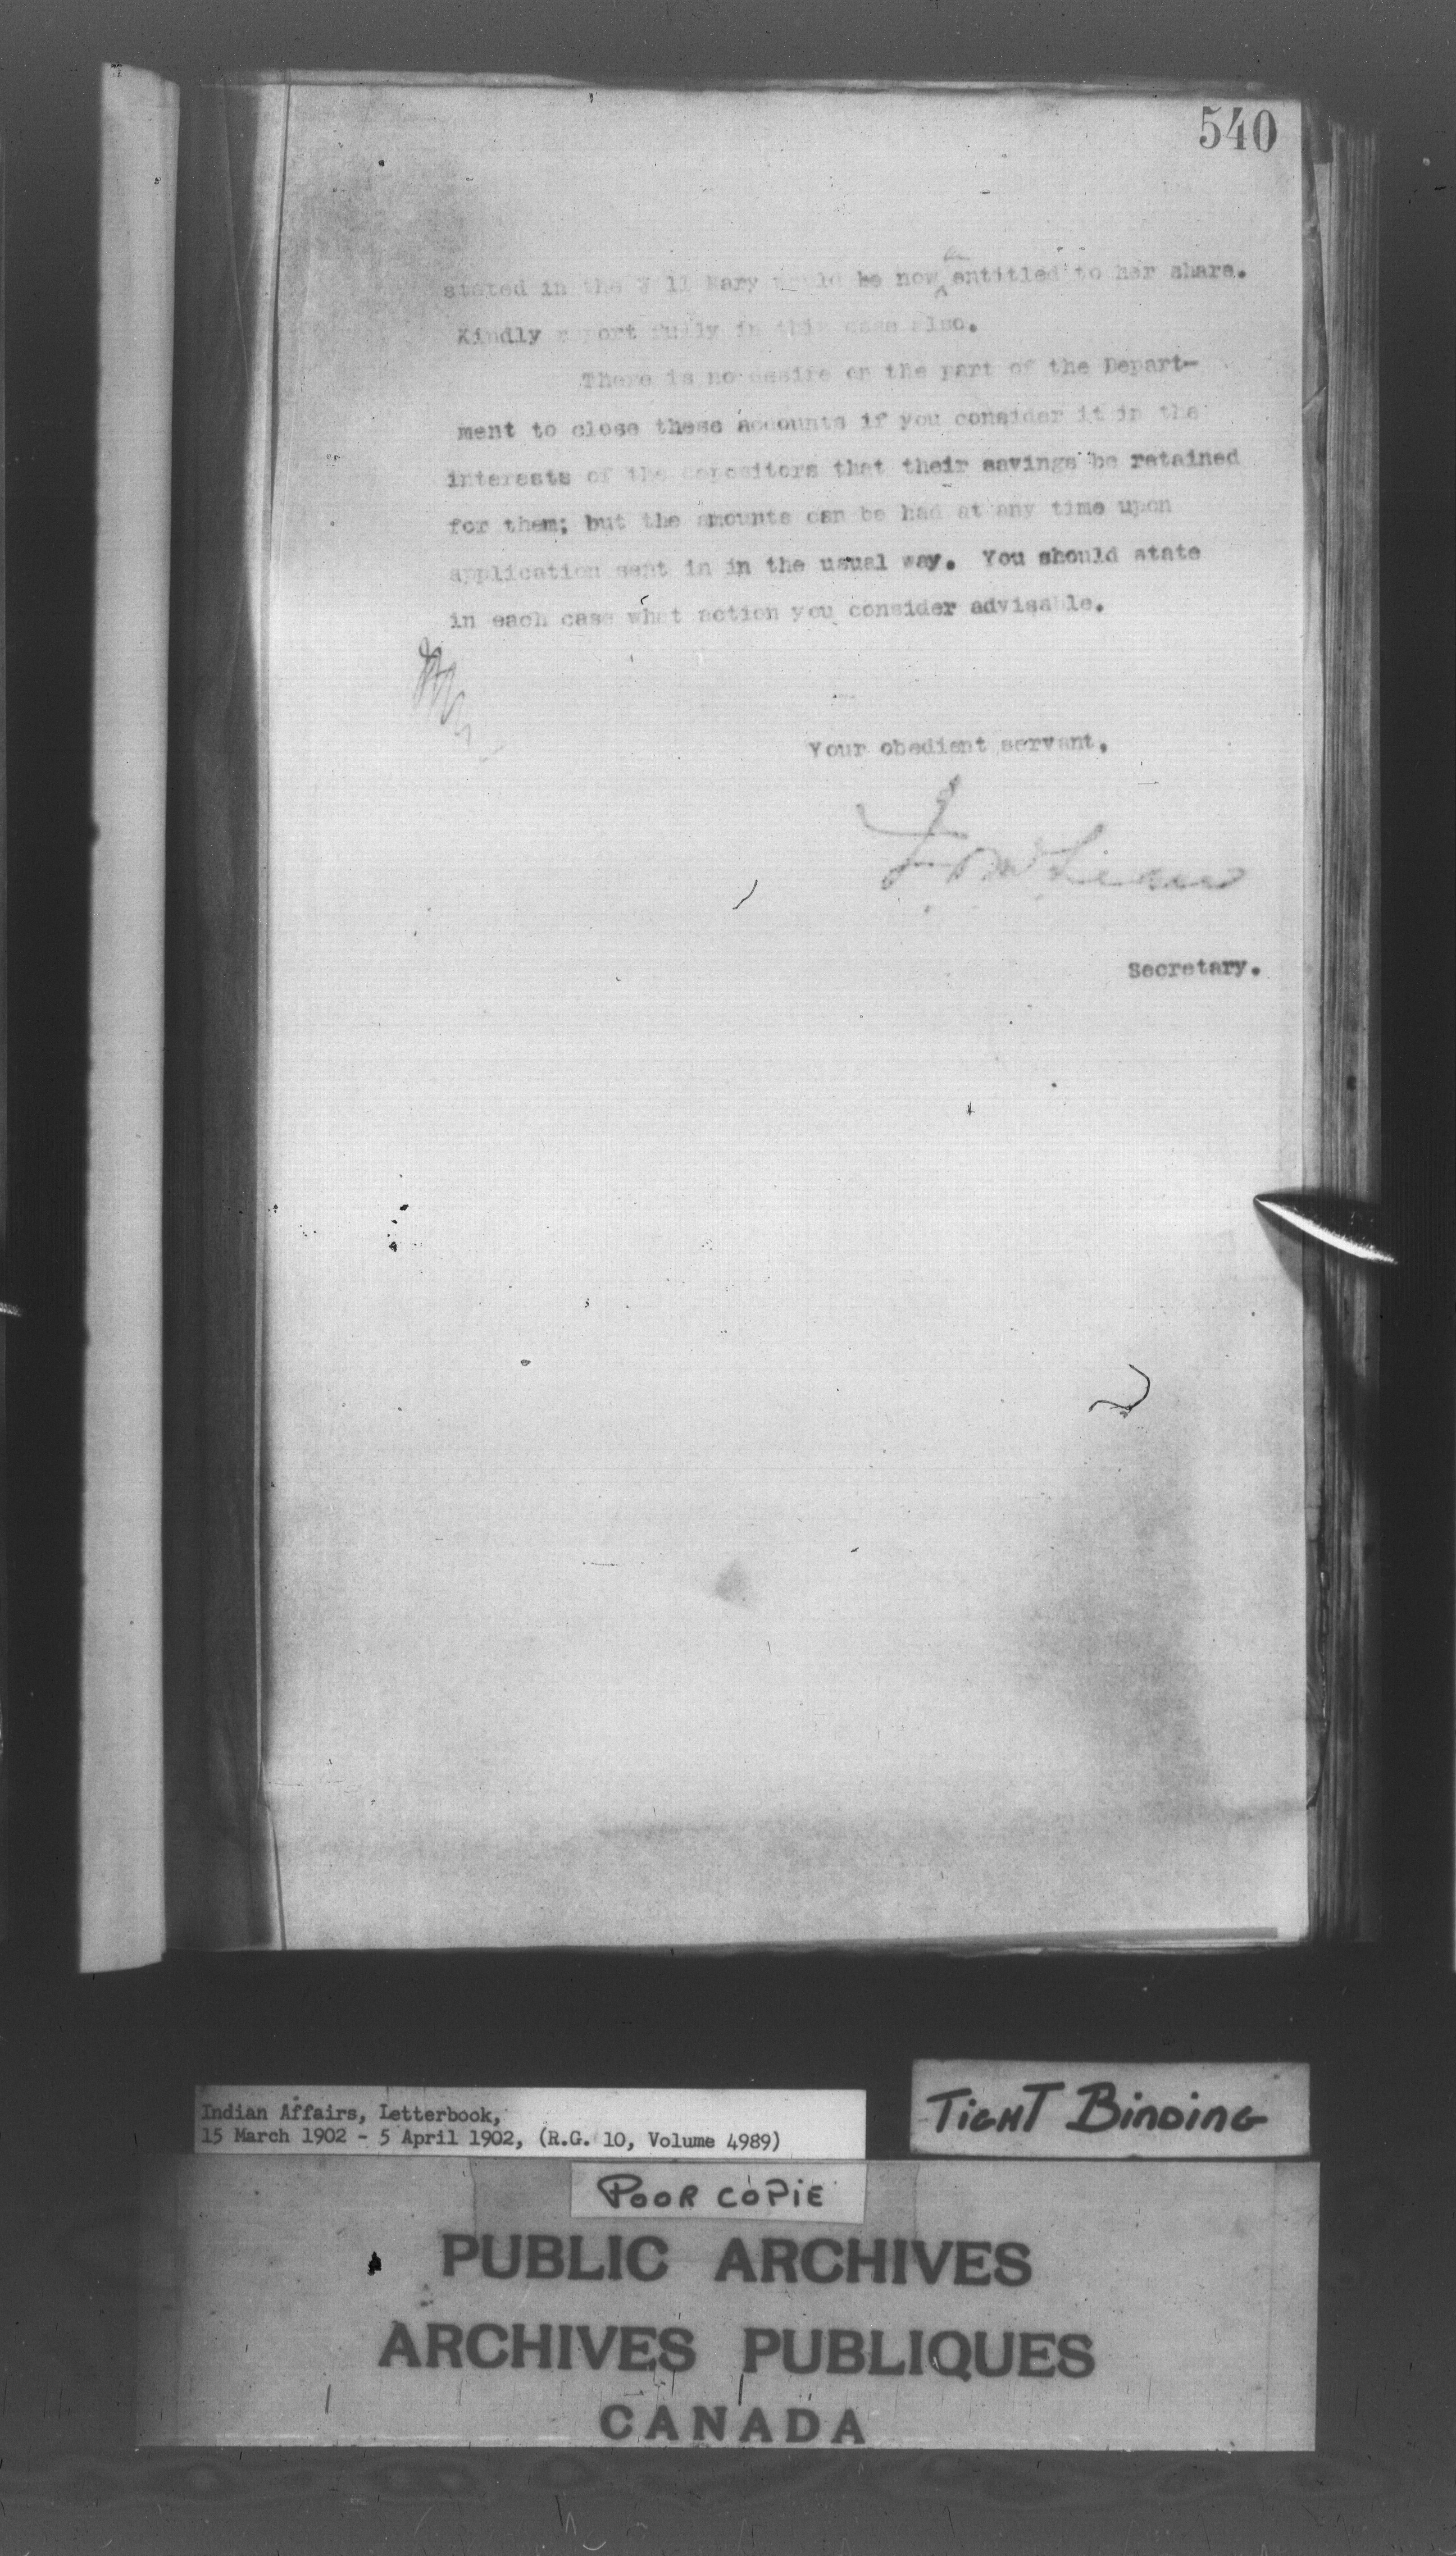 540
stated in the Will Mary would be now entitled to her share.
Kindly report fully in this case also.
There is no desire on the part of the Depart-
ment to close these accounts if you consider it in the
interests of the depositors that their savings be retained
for them; but the amounts can be had at any time upon
application sent in in the usual way. You should state
in each case what action you consider advisable.
Your obedient servant,
J D McLean
Secretary.
Indian Affairs, Letterbook,
15 March 1902 - 5 April 1902, (R.G. 10, Volume 4989)
TIGHT BINDING
POOR COPIE
PUBLIC ARCHIVES
ARCHIVES PUBLIQUES
CANADA